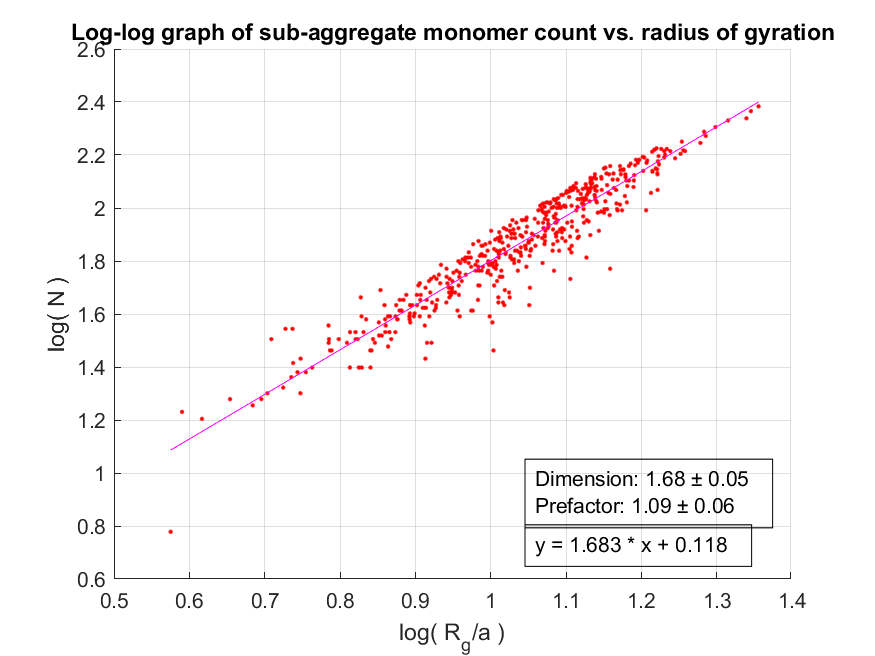 Log-log graph of sub-aggregate monomer count vs. radius of gyration
2.6
2.4
2.2
2
1.8
1.6
1.4
1.2
1
0.8
0.6
log( N )
Dimension: 1.68 ± 0.05
Prefactor: 1.09 ± 0.06
y = 1.683 * x + 0.118
0.5 0.6 0.7 0.8 0.9 1 1.1 1.2 1.3 1.4
log( R_g/a )